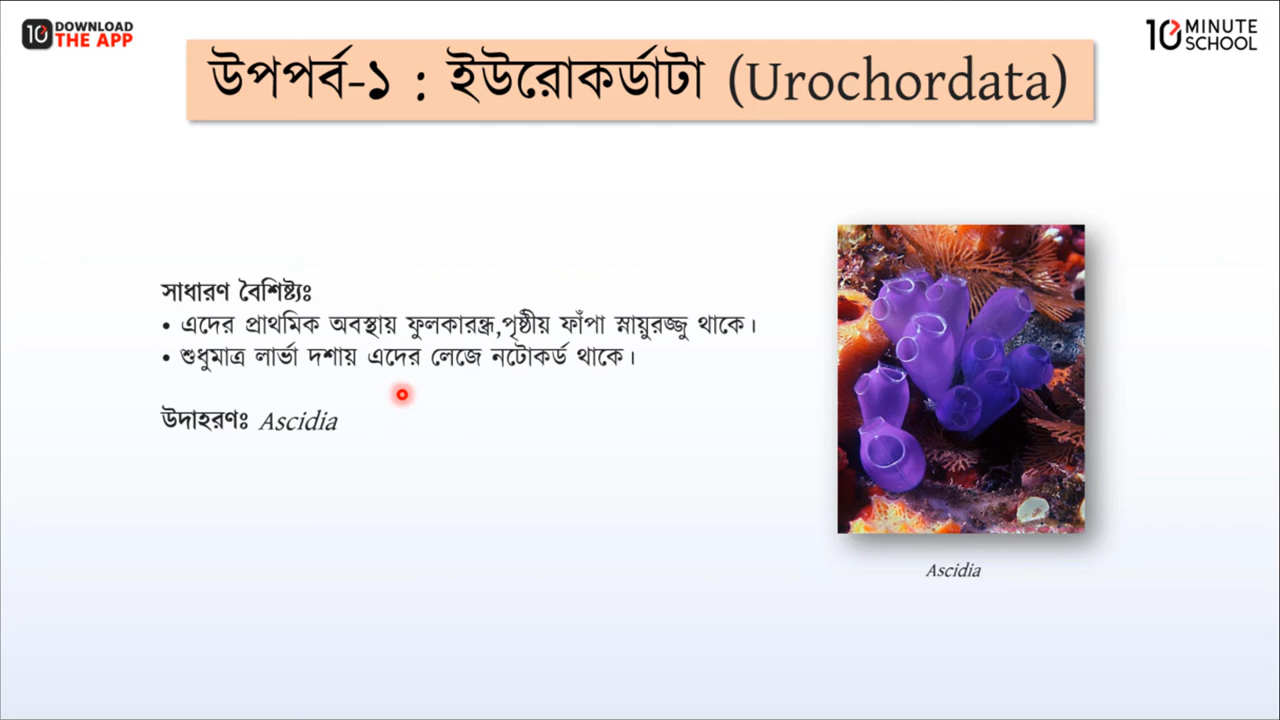 10 DOWNLOAD
THE APP
10 MINUTE
SCHOOL
উপপর্ব-১ : ইউরোকর্ডাটা (Urochordata)
সাধারণ বৈশিষ্ট্যঃ
• এদের প্রাথমিক অবস্থায় ফুলকারন্ধ্র,পৃষ্ঠীয় ফাঁপা স্নায়ুরজ্জু থাকে।
• শুধুমাত্র লার্ভা দশায় এদের লেজে নটোকর্ড থাকে।
উদাহরণঃ Ascidia
Ascidia